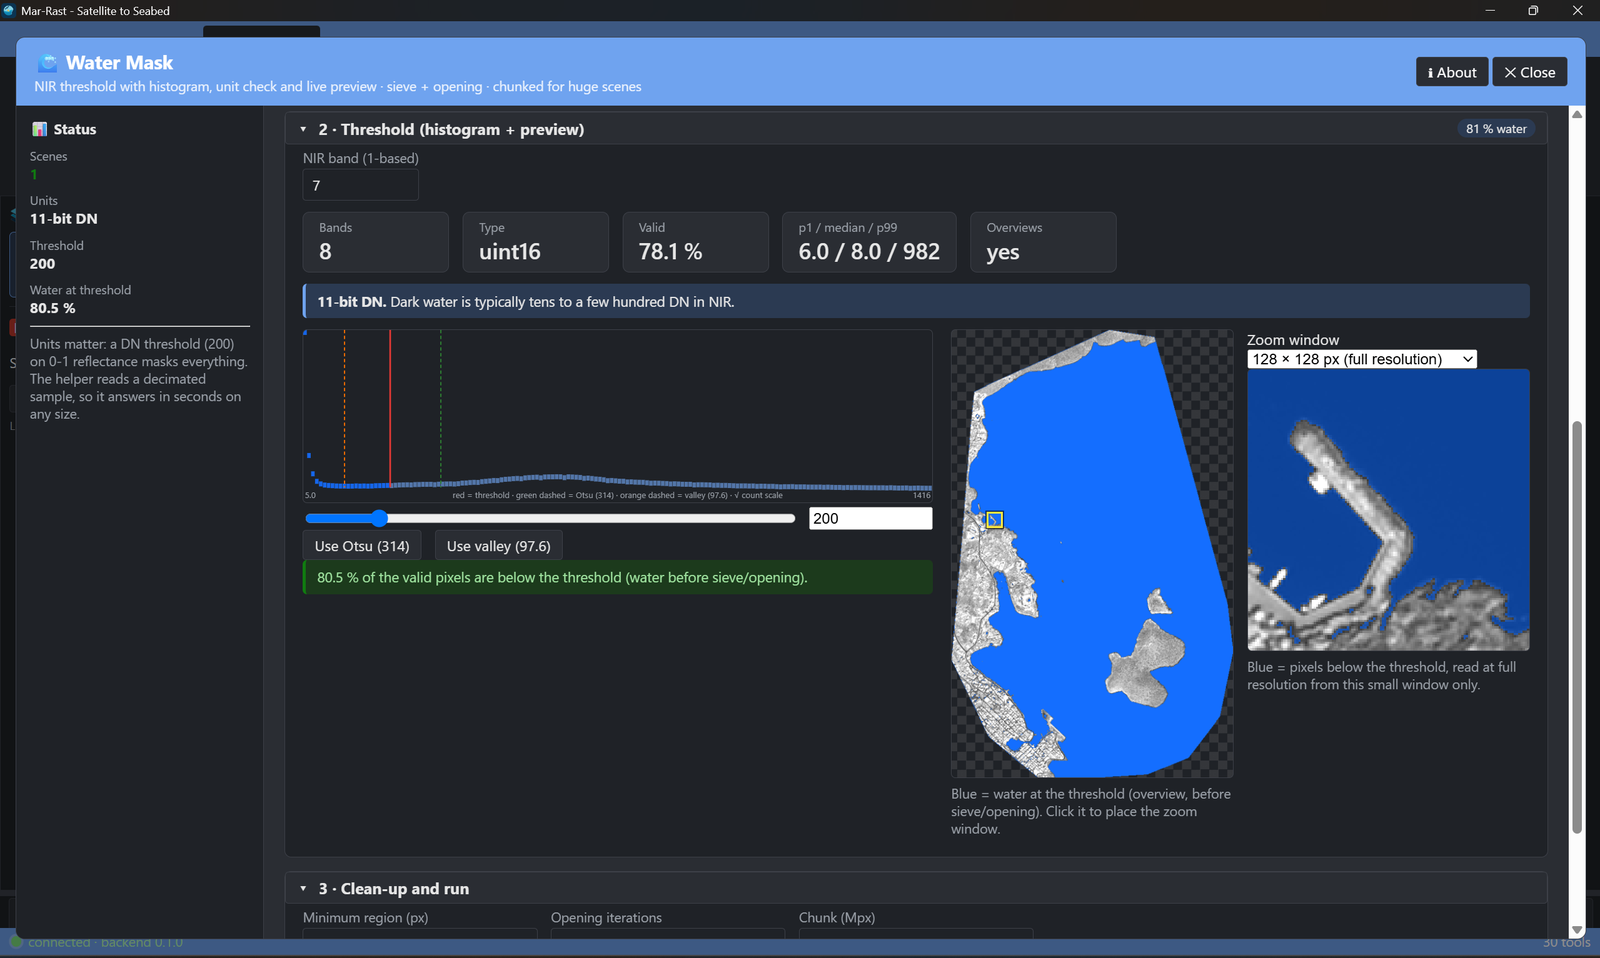 Mar-Rast - Satellite to Seabed
Water Mask
NIR threshold with histogram, unit check and live preview · sieve + opening · chunked for huge scenes
About
Close
Status
Scenes
1
Units
11-bit DN
Threshold
200
Water at threshold
80.5 %
Units matter: a DN threshold (200)
on 0-1 reflectance masks everything.
The helper reads a decimated
sample, so it answers in seconds on
any size.
2 · Threshold (histogram + preview)
81 % water
NIR band (1-based)
7
Bands
8
Type
uint16
Valid
78.1 %
p1 / median / p99
6.0 / 8.0 / 982
Overviews
yes
11-bit DN. Dark water is typically tens to a few hundred DN in NIR.
5.0
red = threshold · green dashed = Otsu (314) · orange dashed = valley (97.6) · √ count scale
1416
200
Use Otsu (314)
Use valley (97.6)
80.5 % of the valid pixels are below the threshold (water before sieve/opening).
Blue = water at the threshold (overview, before
sieve/opening). Click it to place the zoom
window.
Zoom window
128 × 128 px (full resolution)
Blue = pixels below the threshold, read at full
resolution from this small window only.
3 · Clean-up and run
Minimum region (px)
Opening iterations
Chunk (Mpx)
connected · backend 0.1.0
30 tools